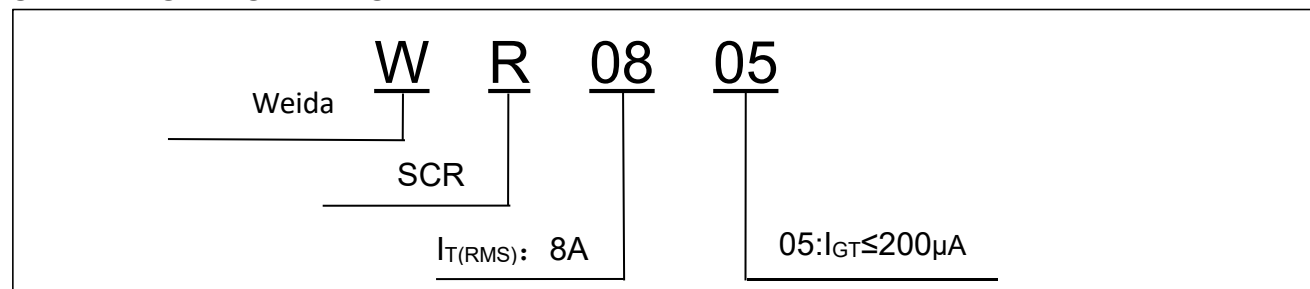 W R 08 05
Weida
SCR
IT(RMS)：8A
05:IGT≤200μA